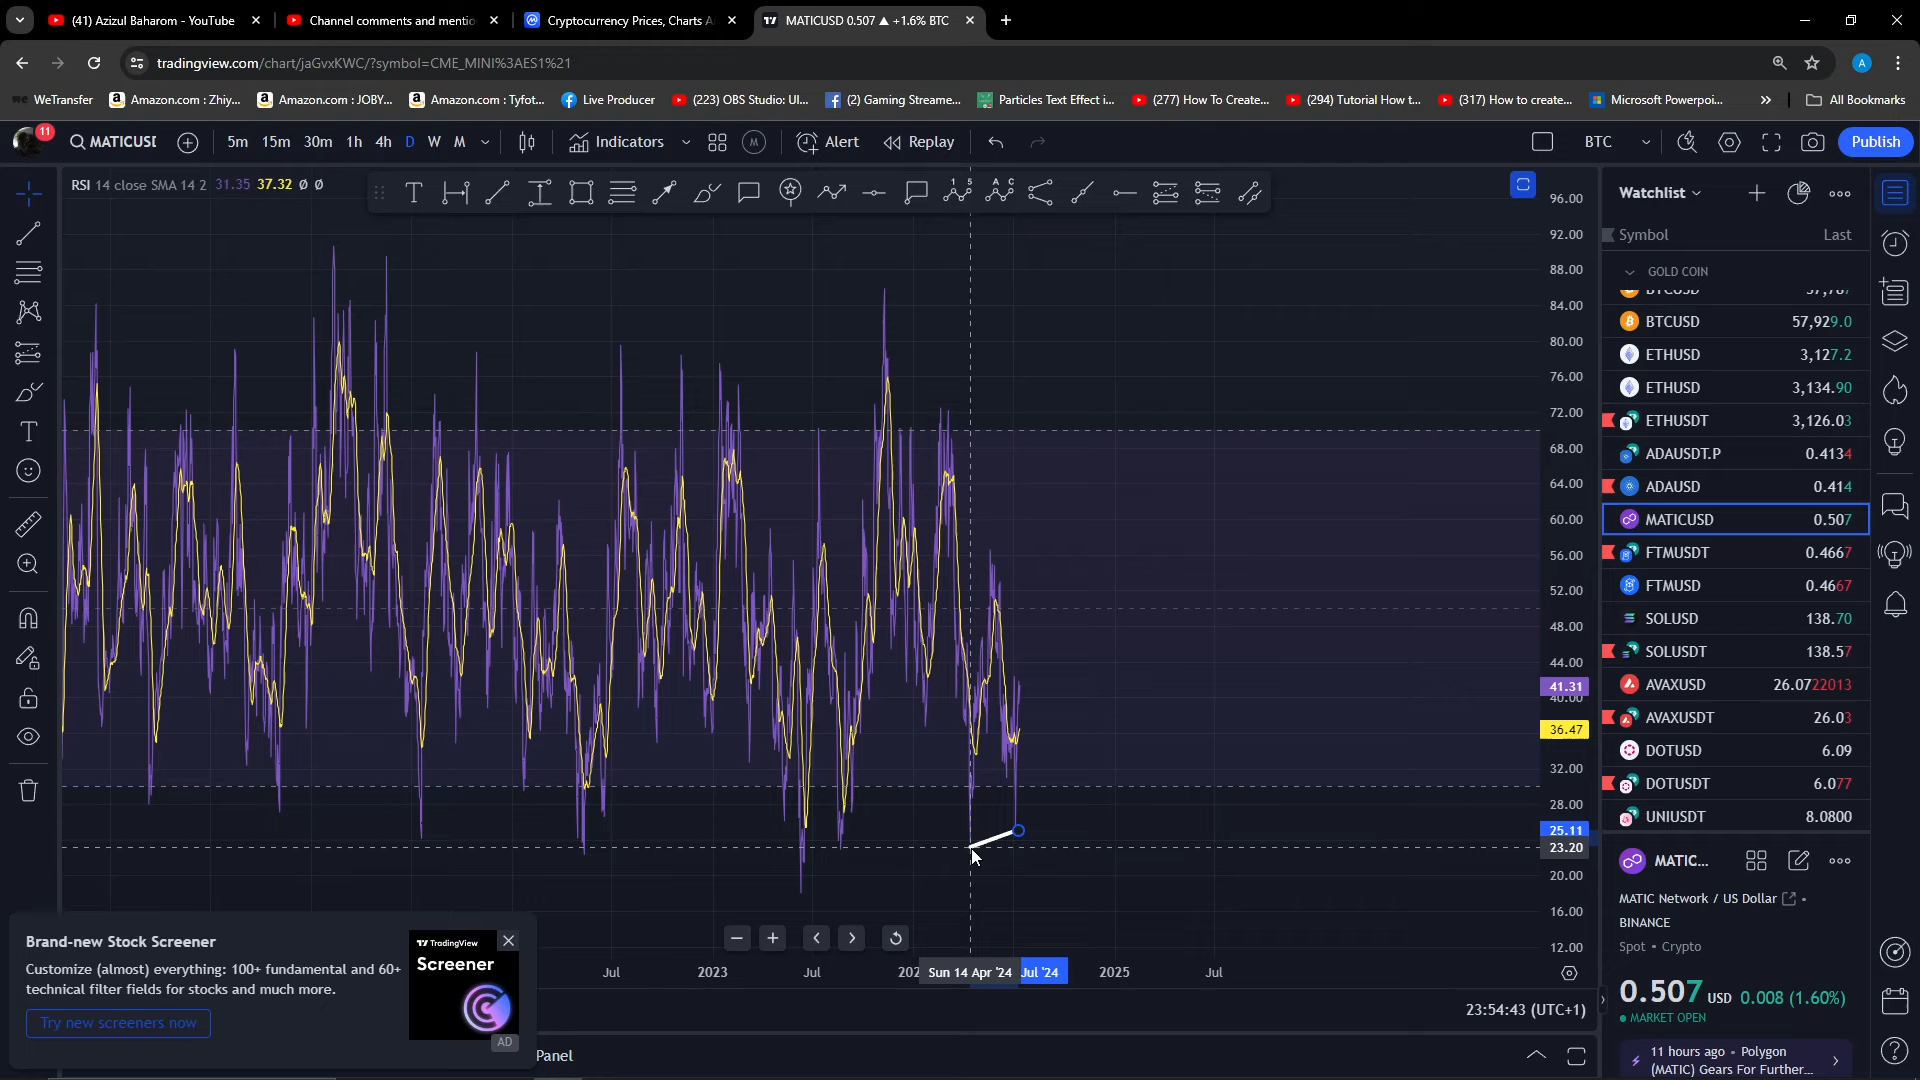 (41) Azizul Baharom - YouTube
Channel comments and mentio
Cryptocurrency Prices, Charts A
MATICUSD 0.507 ▲ +1.6% BTC
tradingview.com/chart/jaGvxKWC/?symbol=CME_MINI%3AES1%21
A
WeTransfer
Amazon.com : Zhiy...
Amazon.com : JOBY...
Amazon.com : Tyfot...
Live Producer
(223) OBS Studio: Ul...
(2) Gaming Streame...
Particles Text Effect i...
(277) How To Create...
(294) Tutorial How t...
(317) How to create...
Microsoft Powerpoi...
All Bookmarks
11
MATICUSD
5m 15m 30m 1h 4h D W M
Indicators
M
Alert
Replay
BTC
Publish
RSI 14 close SMA 14 2 31.35 37.32 Ø Ø
96.00
92.00
88.00
84.00
80.00
76.00
72.00
68.00
64.00
60.00
56.00
52.00
48.00
44.00
41.31
40.00
36.47
32.00
28.00
25.11
23.20
20.00
16.00
12.00
Watchlist
Symbol Last
GOLD COIN
BTCUSD
BTCUSD 57,929.0
ETHUSD 3,127.2
ETHUSD 3,134.90
ETHUSDT 3,126.03
ADAUSDT.P 0.4134
ADAUSD 0.414
MATICUSD 0.507
FTMUSDT 0.4667
FTMUSD 0.4667
SOLUSD 138.70
SOLUSDT 138.57
AVAXUSD 26.0722013
AVAXUSDT 26.03
DOTUSD 6.09
DOTUSDT 6.077
UNIUSDT 8.0800
MATIC...
MATIC Network / US Dollar
BINANCE
Spot • Crypto
0.507 USD 0.008 (1.60%)
MARKET OPEN
11 hours ago • Polygon
(MATIC) Gears For Further...
Brand-new Stock Screener
Customize (almost) everything: 100+ fundamental and 60+
technical filter fields for stocks and much more.
Try new screeners now
TradingView
Screener
AD
Jul 2023 Jul 202 Sun 14 Apr '24 Jul '24 2025 Jul
23:54:43 (UTC+1)
Panel